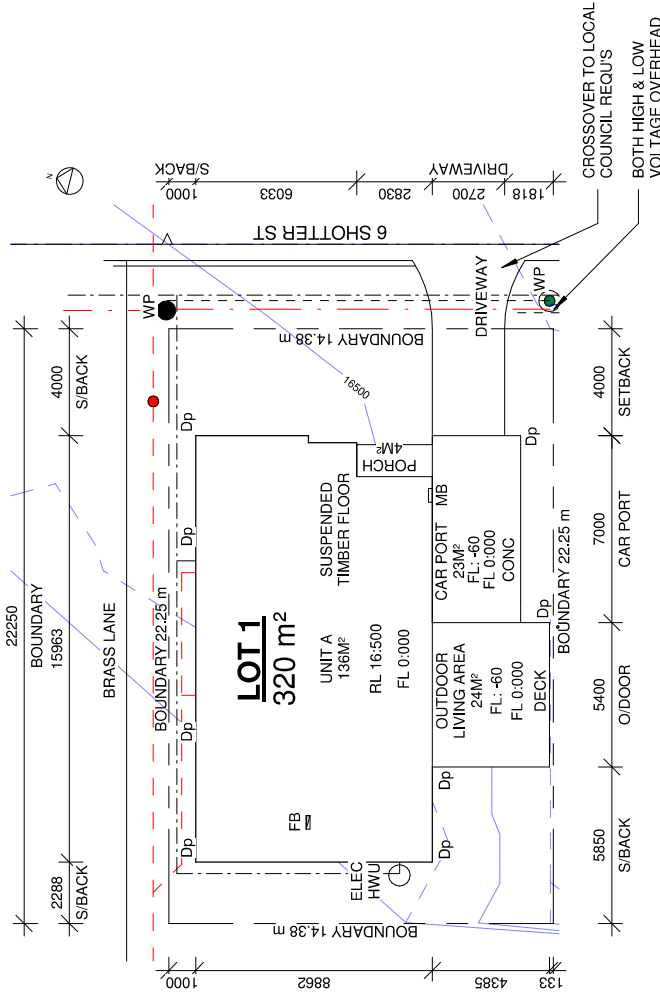 22250
BOUNDARY
2288
S/BACK
15963
4000
S/BACK
BRASS LANE
BOUNDARY 22.25 m
WP
N
Dp
Dp
Dp
Dp
LOT 1
320 m²
SUSPENDED
TIMBER FLOOR
UNIT A
136M²
RL 16:500
FL 0:000
FB
ELEC
HWU
PORCH
4M²
16500
MB
CAR PORT
23M²
FL: -60
FL 0:000
CONC
OUTDOOR
LIVING AREA
24M²
FL: -60
FL 0:000
DECK
Dp
Dp
Dp
Dp
BOUNDARY 14.38 m
BOUNDARY 14.38 m
BOUNDARY 22.25 m
DRIVEWAY
WP
6 SHOTTER ST
5850
S/BACK
5400
O/DOOR
7000
CAR PORT
4000
SETBACK
1000
8862
4385
133
1000
S/BACK
6033
2830
2700
DRIVEWAY
1818
CROSSOVER TO LOCAL
COUNCIL REQU'S
BOTH HIGH & LOW
VOLTAGE OVERHEAD